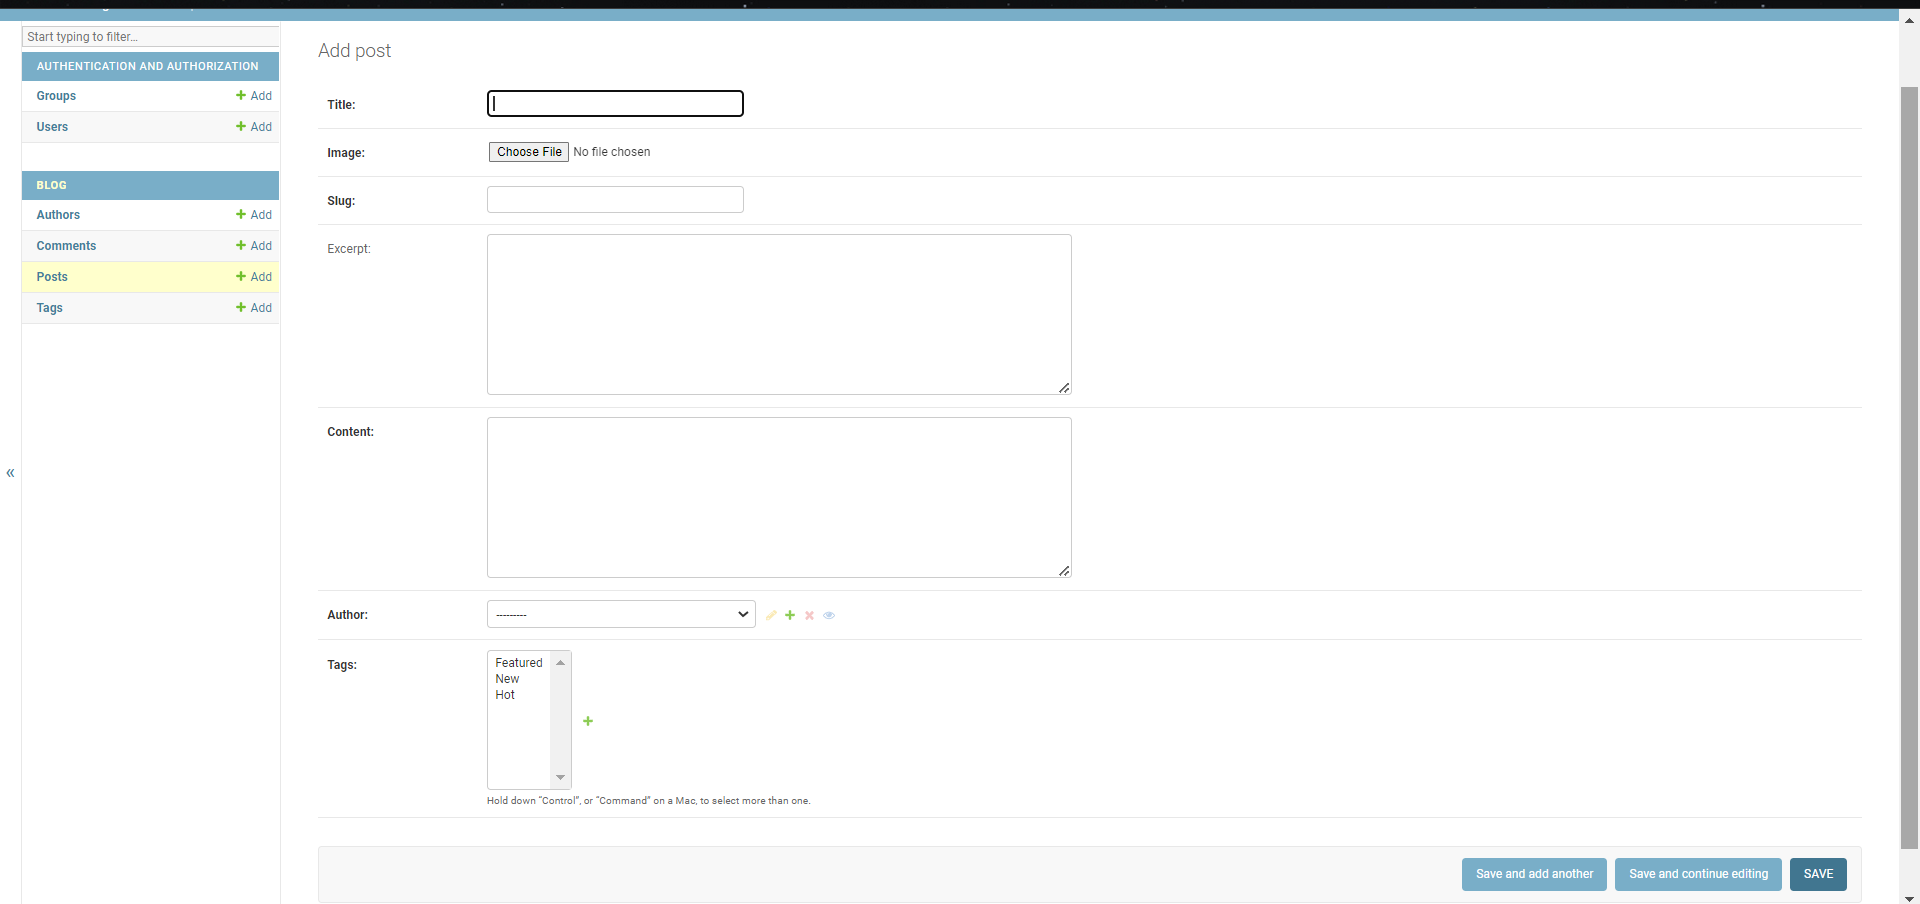 Start typing to filter...
AUTHENTICATION AND AUTHORIZATION
Groups + Add
Users + Add
BLOG
Authors + Add
Comments + Add
Posts + Add
Tags + Add
«
Add post
Title:
Image: Choose File No file chosen
Slug:
Excerpt:
Content:
Author: ---------
Tags:
Featured
New
Hot
Hold down “Control”, or “Command” on a Mac, to select more than one.
Save and add another Save and continue editing SAVE